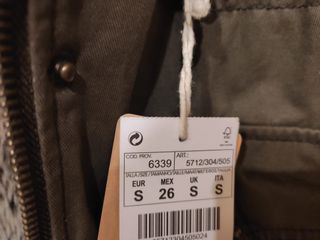 COD. PROV. 6339 ART.: 5712/304/505
EUR MEX UK ITA
S 26 S S